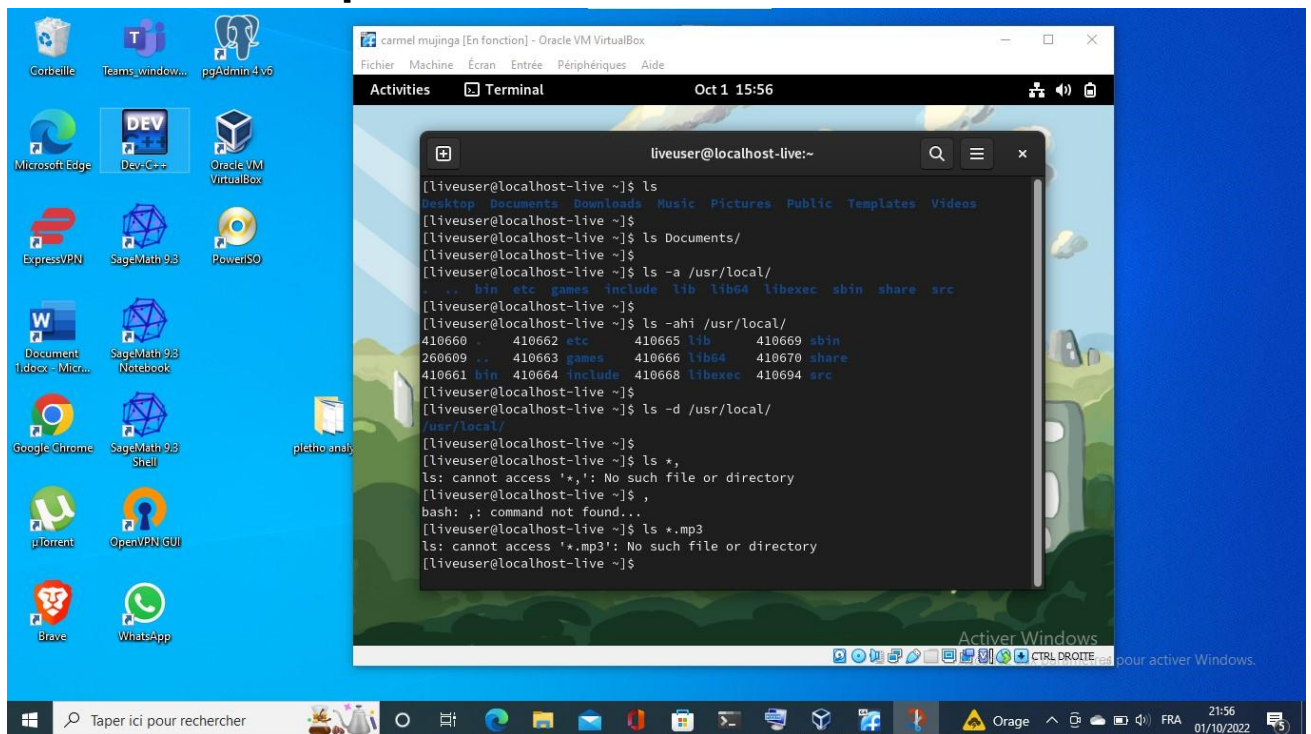 carmel mujinga [En fonction] - Oracle VM VirtualBox
Fichier Machine Écran Entrée Périphériques Aide
Activities Terminal Oct 1 15:56
liveuser@localhost-live:~
[liveuser@localhost-live ~]$ ls
Desktop Documents Downloads Music Pictures Public Templates Videos
[liveuser@localhost-live ~]$
[liveuser@localhost-live ~]$ ls Documents/
[liveuser@localhost-live ~]$
[liveuser@localhost-live ~]$ ls -a /usr/local/
. .. bin etc games include lib lib64 libexec sbin share src
[liveuser@localhost-live ~]$
[liveuser@localhost-live ~]$ ls -ahi /usr/local/
410660 . 410662 etc 410665 lib 410669 sbin
260609 .. 410663 games 410666 lib64 410670 share
410661 bin 410664 include 410668 libexec 410694 src
[liveuser@localhost-live ~]$
[liveuser@localhost-live ~]$ ls -d /usr/local/
/usr/local/
[liveuser@localhost-live ~]$
[liveuser@localhost-live ~]$ ls *,
ls: cannot access '*,': No such file or directory
[liveuser@localhost-live ~]$ ,
bash: ,: command not found...
[liveuser@localhost-live ~]$ ls *.mp3
ls: cannot access '*.mp3': No such file or directory
[liveuser@localhost-live ~]$
Activer Windows
CTRL DROITE
pour activer Windows.
Corbeille
Teams_window...
pgAdmin 4 v6
Microsoft Edge
DEV
C++
Dev-C++
Oracle VM
VirtualBox
ExpressVPN
SageMath 9.3
PowerISO
Document
1.docx - Micr...
SageMath 9.3
Notebook
Google Chrome
SageMath 9.3
Shell
pletho analy
µTorrent
OpenVPN GUI
Brave
WhatsApp
Taper ici pour rechercher
Orage
FRA
21:56
01/10/2022
5